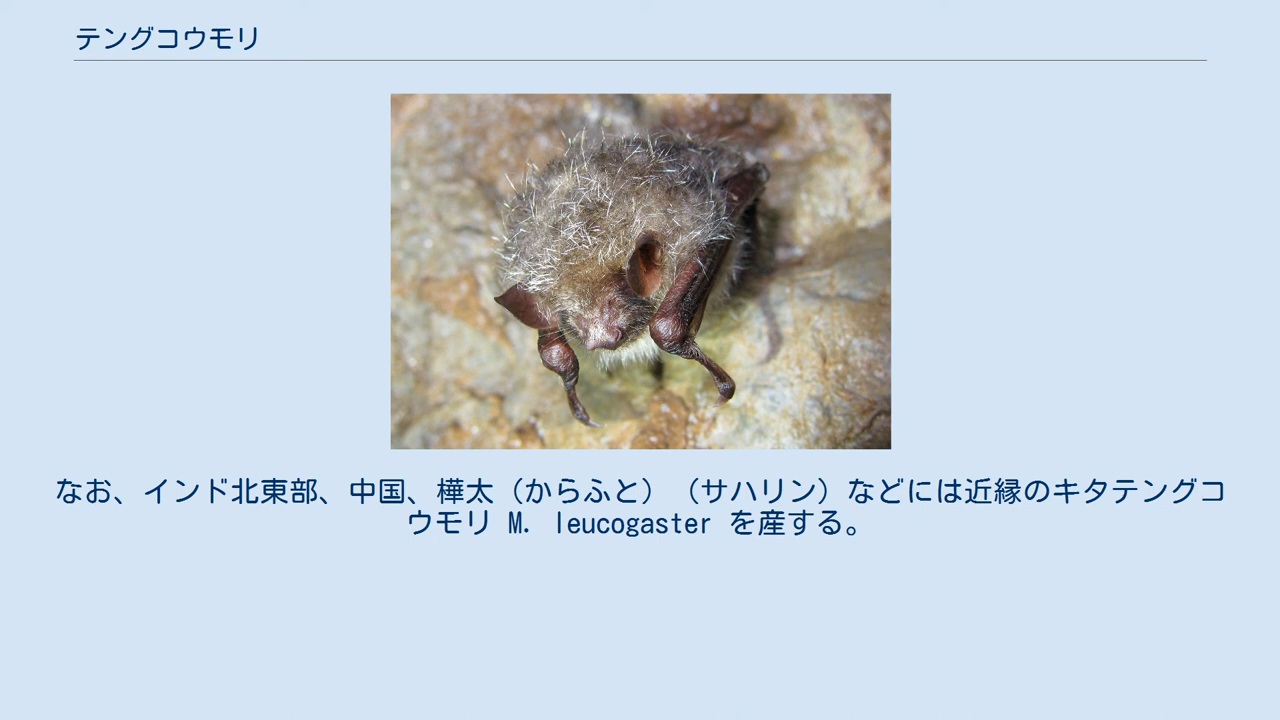 テングコウモリ
なお、インド北東部、中国、樺太（からふと）（サハリン）などには近縁のキタテングコ
ウモリ M. leucogaster を産する。